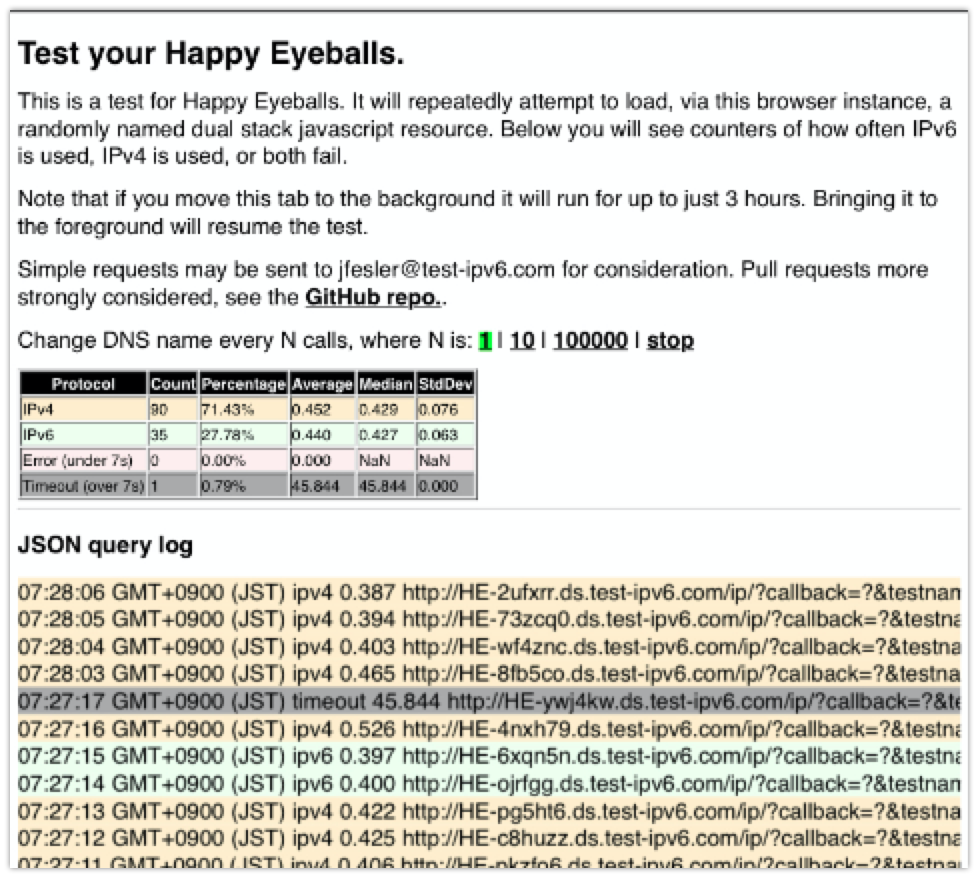 Test your Happy Eyeballs.
This is a test for Happy Eyeballs. It will repeatedly attempt to load, via this browser instance, a
randomly named dual stack javascript resource. Below you will see counters of how often IPv6
is used, IPv4 is used, or both fail.
Note that if you move this tab to the background it will run for up to just 3 hours. Bringing it to
the foreground will resume the test.
Simple requests may be sent to jfesler@test-ipv6.com for consideration. Pull requests more
strongly considered, see the GitHub repo..
Change DNS name every N calls, where N is: 1 | 10 | 100000 | stop
Protocol Count Percentage Average Median StdDev
IPv4 90 71.43% 0.452 0.429 0.076
IPv6 35 27.78% 0.440 0.427 0.063
Error (under 7s) 0 0.00% 0.000 NaN NaN
Timeout (over 7s) 1 0.79% 45.844 45.844 0.000
JSON query log
07:28:06 GMT+0900 (JST) ipv4 0.387 http://HE-2ufxrr.ds.test-ipv6.com/ip/?callback=?&testnam
07:28:05 GMT+0900 (JST) ipv4 0.394 http://HE-73zcq0.ds.test-ipv6.com/ip/?callback=?&testna
07:28:04 GMT+0900 (JST) ipv4 0.403 http://HE-wf4znc.ds.test-ipv6.com/ip/?callback=?&testna
07:28:03 GMT+0900 (JST) ipv4 0.465 http://HE-8fb5co.ds.test-ipv6.com/ip/?callback=?&testna
07:27:17 GMT+0900 (JST) timeout 45.844 http://HE-ywj4kw.ds.test-ipv6.com/ip/?callback=?&te
07:27:16 GMT+0900 (JST) ipv4 0.526 http://HE-4nxh79.ds.test-ipv6.com/ip/?callback=?&testna
07:27:15 GMT+0900 (JST) ipv6 0.397 http://HE-6xqn5n.ds.test-ipv6.com/ip/?callback=?&testna
07:27:14 GMT+0900 (JST) ipv6 0.400 http://HE-ojrfgg.ds.test-ipv6.com/ip/?callback=?&testnam
07:27:13 GMT+0900 (JST) ipv4 0.422 http://HE-pg5ht6.ds.test-ipv6.com/ip/?callback=?&testna
07:27:12 GMT+0900 (JST) ipv4 0.425 http://HE-c8huzz.ds.test-ipv6.com/ip/?callback=?&testna
07:27:11 GMT+0900 (JST) ipv4 0.406